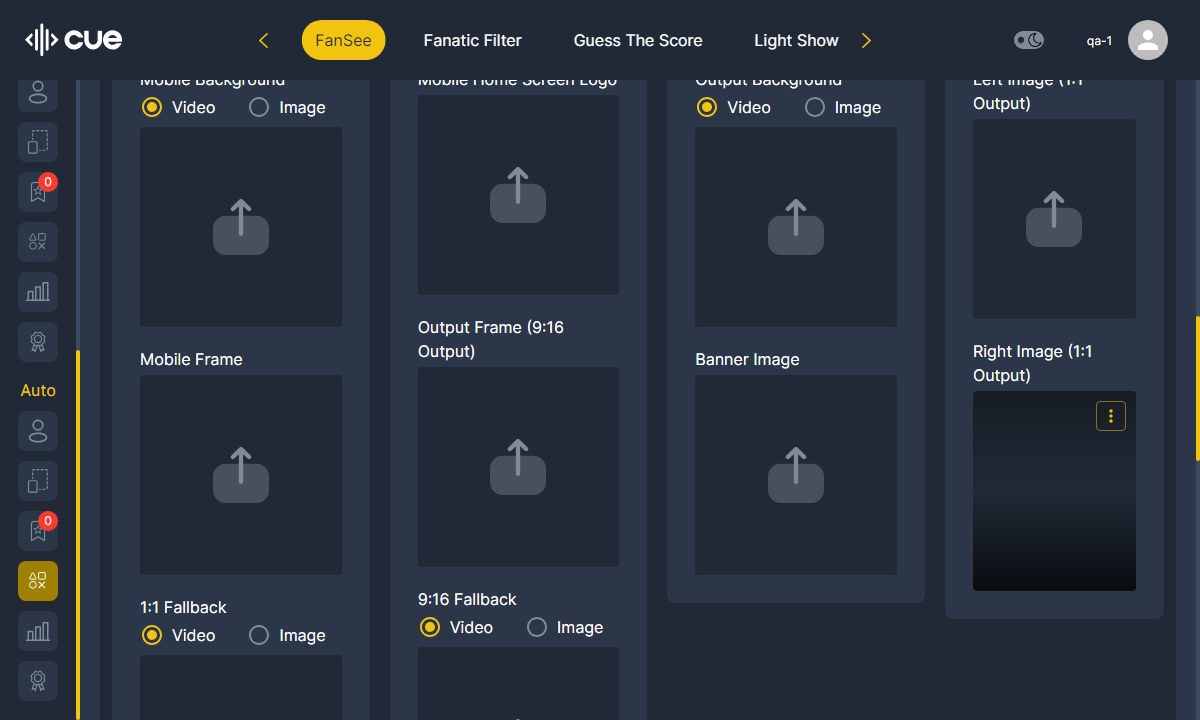 cue
FanSee
Fanatic Filter
Guess The Score
Light Show
qa-1
0
Auto
0
Mobile Background
Video
Image
Mobile Frame
1:1 Fallback
Video
Image
Mobile Home Screen Logo
Output Frame (9:16
Output)
9:16 Fallback
Video
Image
Output Background
Video
Image
Banner Image
Left Image (1:1
Output)
Right Image (1:1
Output)